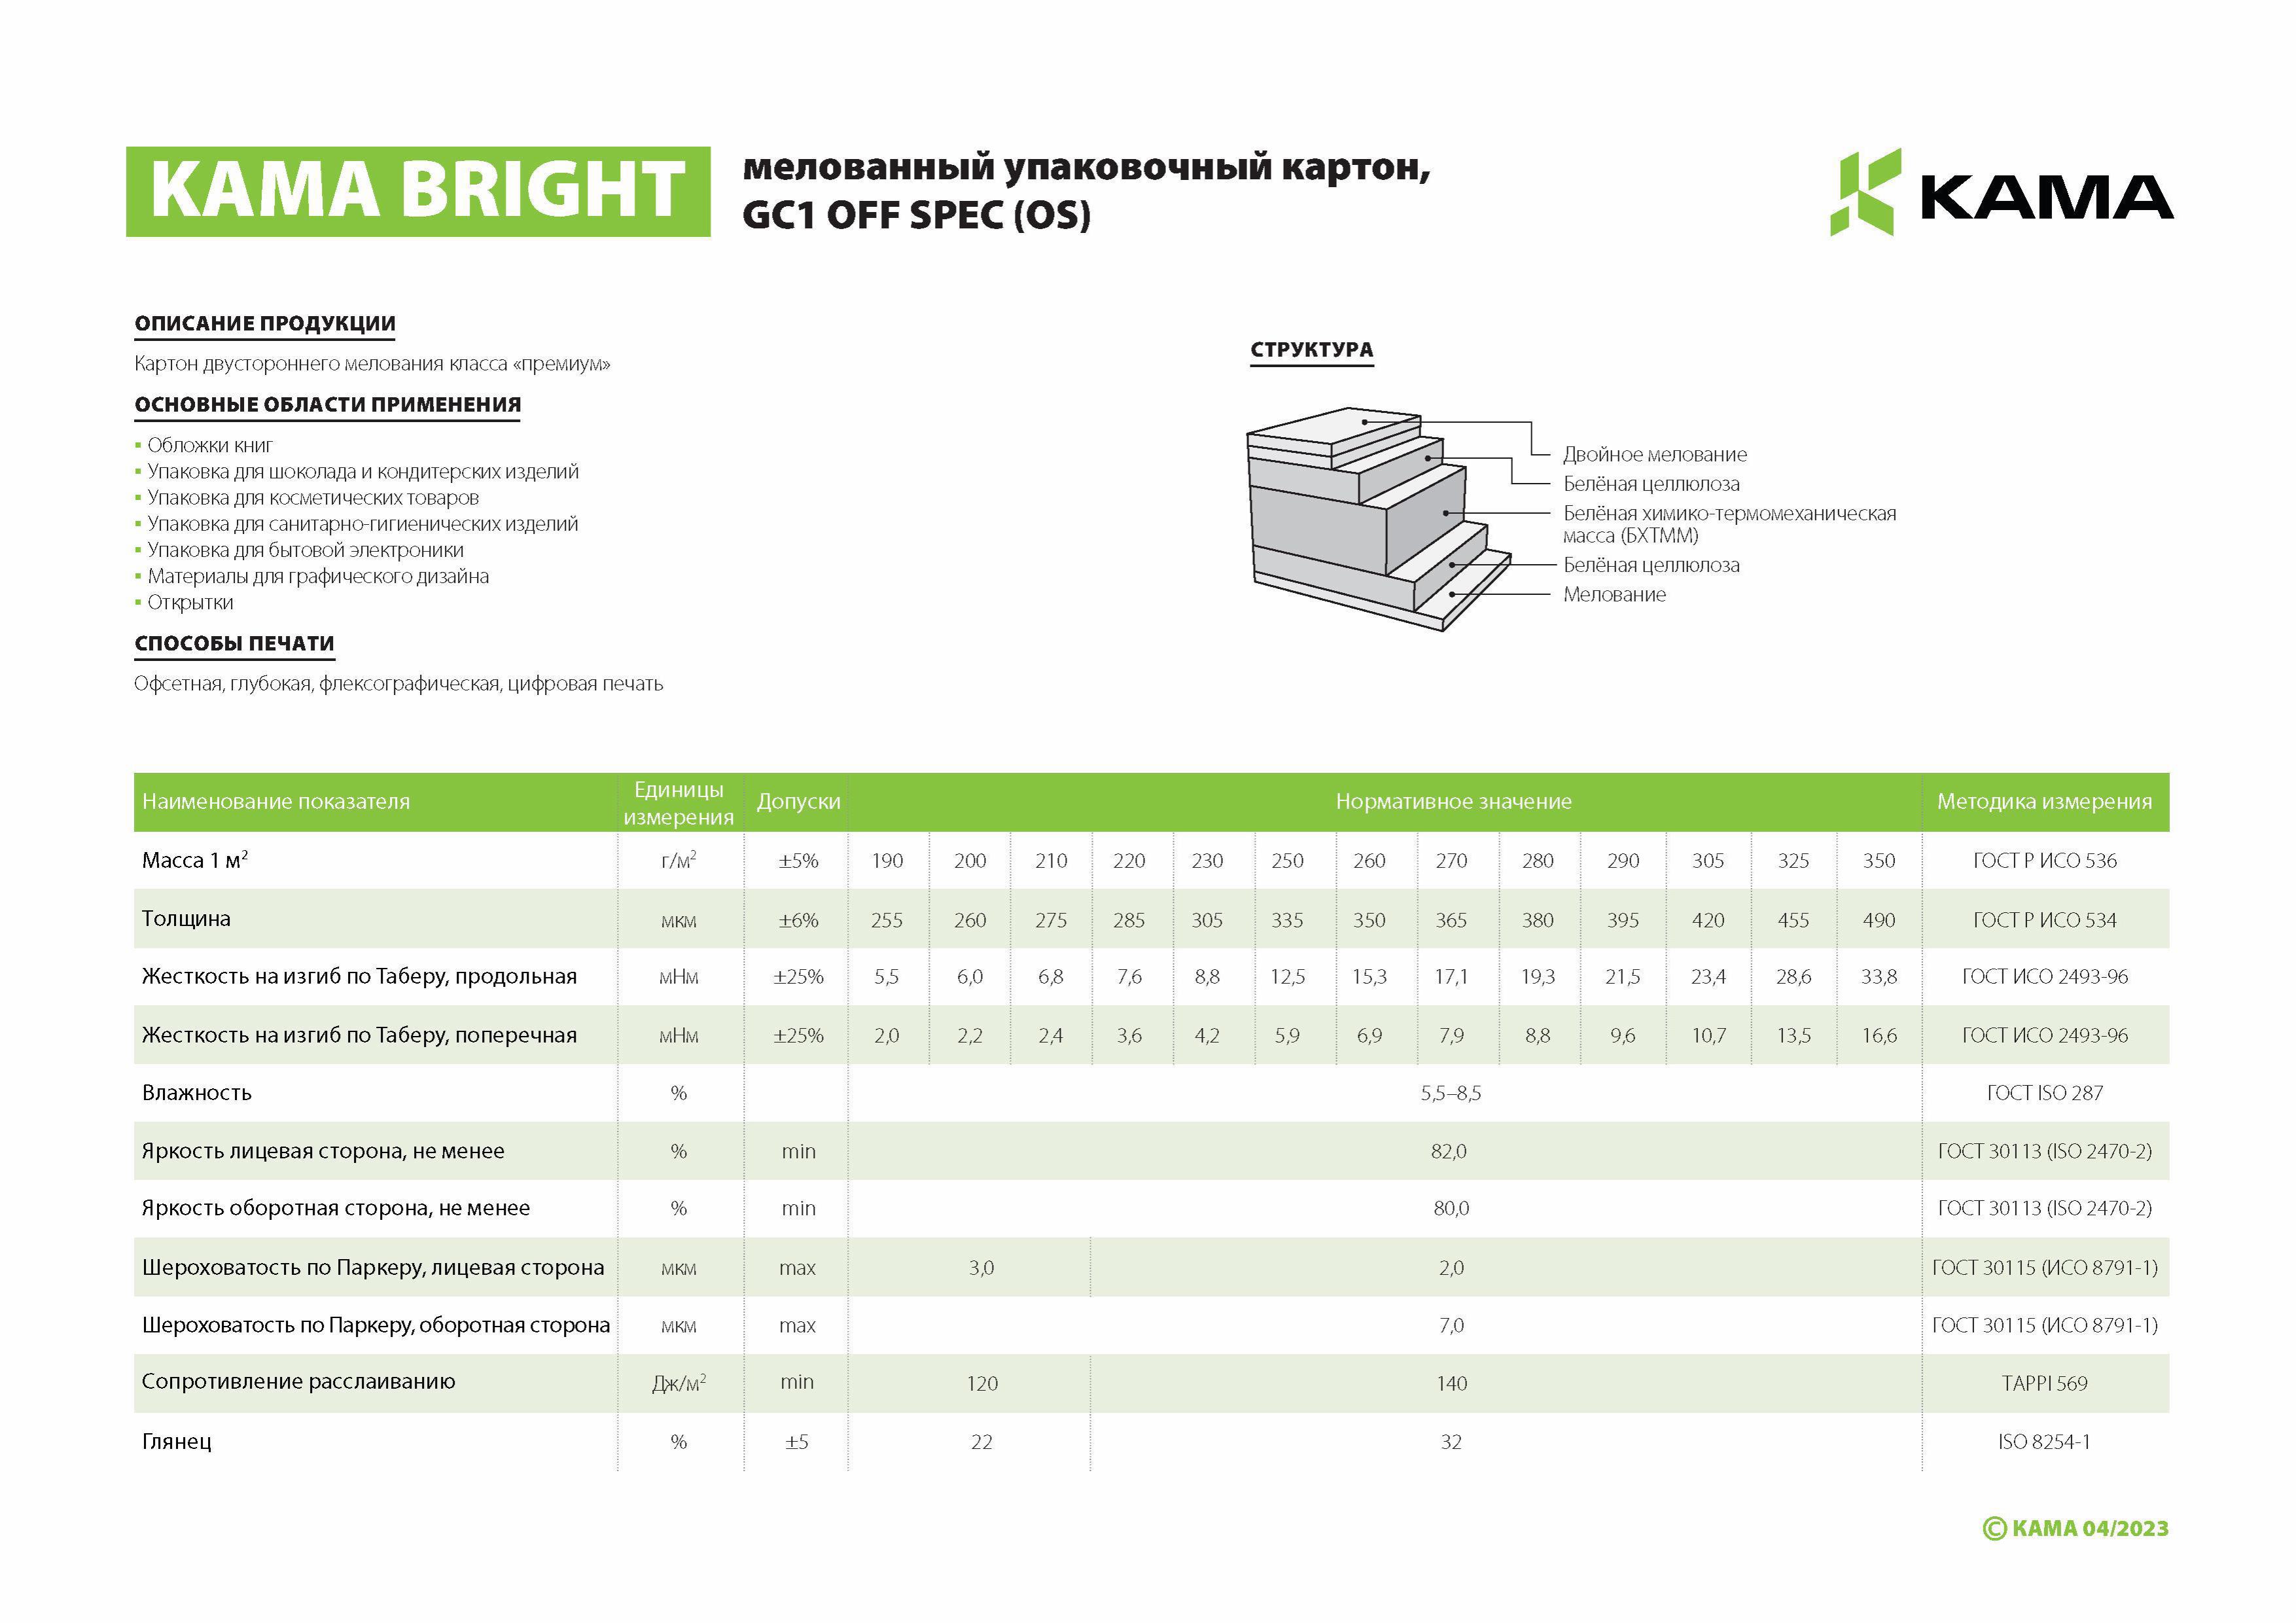 KAMA BRIGHT
мелованный упаковочный картон,
GC1 OFF SPEC (OS)
KAMA
ОПИСАНИЕ ПРОДУКЦИИ
Картон двустороннего мелования класса «премиум»
ОСНОВНЫЕ ОБЛАСТИ ПРИМЕНЕНИЯ
▪ Обложки книг
▪ Упаковка для шоколада и кондитерских изделий
▪ Упаковка для косметических товаров
▪ Упаковка для санитарно-гигиенических изделий
▪ Упаковка для бытовой электроники
▪ Материалы для графического дизайна
▪ Открытки
СПОСОБЫ ПЕЧАТИ
Офсетная, глубокая, флексографическая, цифровая печать
СТРУКТУРА
Двойное мелование
Белёная целлюлоза
Белёная химико-термомеханическая
масса (БХТММ)
Белёная целлюлоза
Мелование
Наименование показателя Единицы измерения Допуски Нормативное значение Методика измерения
Масса 1 м² г/м² ±5% 190 200 210 220 230 250 260 270 280 290 305 325 350 ГОСТ Р ИСО 536
Толщина мкм ±6% 255 260 275 285 305 335 350 365 380 395 420 455 490 ГОСТ Р ИСО 534
Жесткость на изгиб по Таберу, продольная мНм ±25% 5,5 6,0 6,8 7,6 8,8 12,5 15,3 17,1 19,3 21,5 23,4 28,6 33,8 ГОСТ ИСО 2493-96
Жесткость на изгиб по Таберу, поперечная мНм ±25% 2,0 2,2 2,4 3,6 4,2 5,9 6,9 7,9 8,8 9,6 10,7 13,5 16,6 ГОСТ ИСО 2493-96
Влажность % 5,5–8,5 ГОСТ ISO 287
Яркость лицевая сторона, не менее % min 82,0 ГОСТ 30113 (ISO 2470-2)
Яркость оборотная сторона, не менее % min 80,0 ГОСТ 30113 (ISO 2470-2)
Шероховатость по Паркеру, лицевая сторона мкм max 3,0 2,0 ГОСТ 30115 (ИСО 8791-1)
Шероховатость по Паркеру, оборотная сторона мкм max 7,0 ГОСТ 30115 (ИСО 8791-1)
Сопротивление расслаиванию Дж/м² min 120 140 TAPPI 569
Глянец % ±5 22 32 ISO 8254-1
© KAMA 04/2023